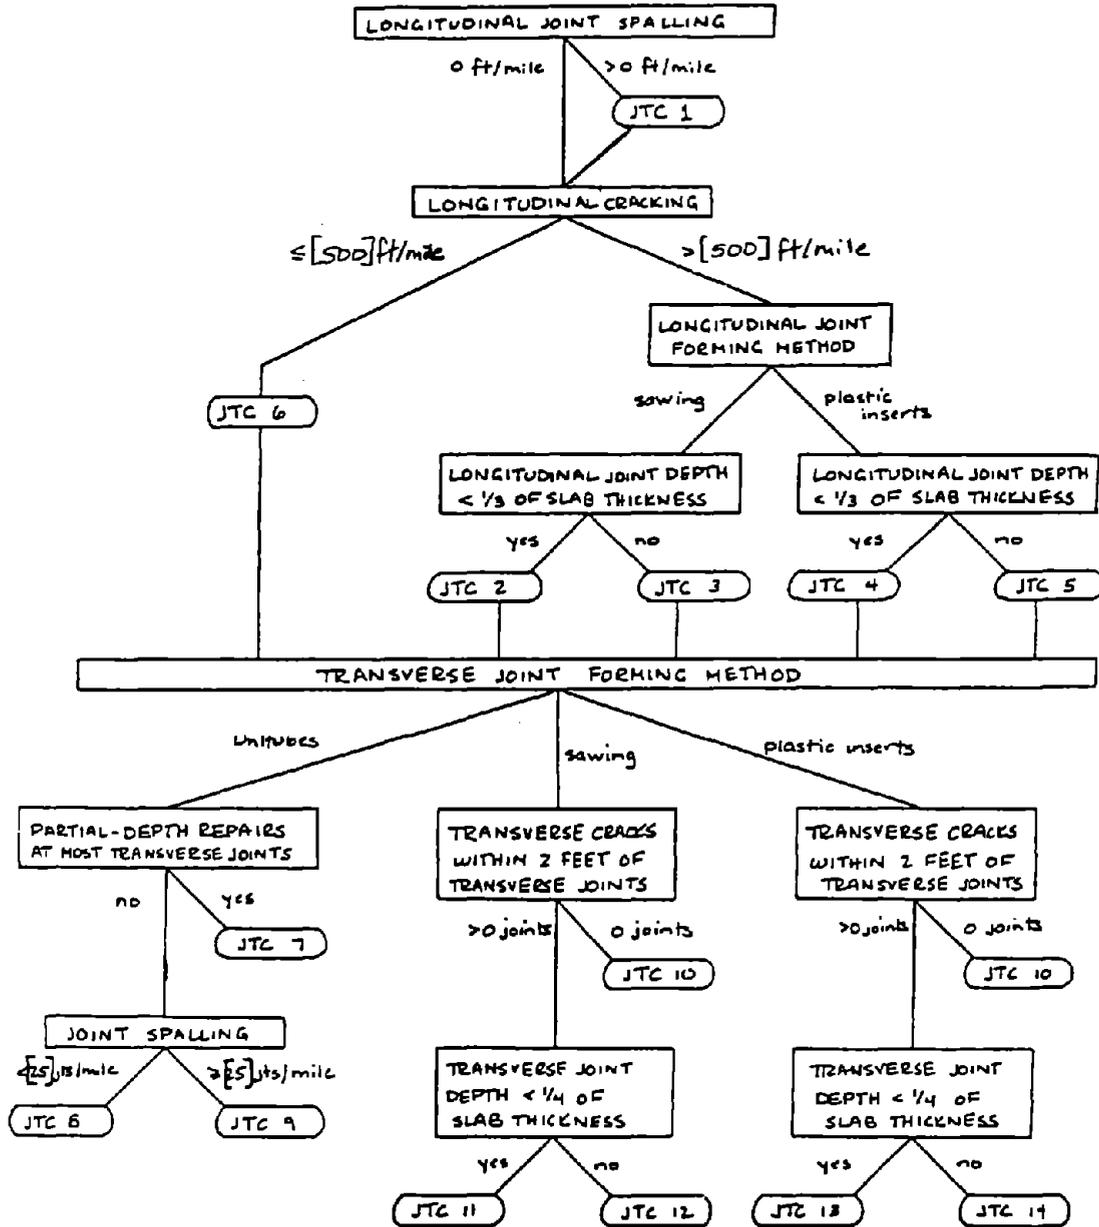 LONGITUDINAL JOINT SPALLING
0 ft/mile
>0 ft/mile
JTC 1
LONGITUDINAL CRACKING
≤[500]ft/mile
>[500]ft/mile
LONGITUDINAL JOINT
FORMING METHOD
JTC 6
sawing
plastic
inserts
LONGITUDINAL JOINT DEPTH
< 1/3 OF SLAB THICKNESS
LONGITUDINAL JOINT DEPTH
< 1/3 OF SLAB THICKNESS
yes
no
yes
no
JTC 2
JTC 3
JTC 4
JTC 5
TRANSVERSE JOINT FORMING METHOD
unitubes
sawing
plastic inserts
PARTIAL-DEPTH REPAIRS
AT MOST TRANSVERSE JOINTS
TRANSVERSE CRACKS
WITHIN 2 FEET OF
TRANSVERSE JOINTS
TRANSVERSE CRACKS
WITHIN 2 FEET OF
TRANSVERSE JOINTS
no
yes
>0 joints
0 joints
>0 joints
0 joints
JTC 7
JTC 10
JTC 10
JOINT SPALLING
<[25]jts/mile
≥[25]jts/mile
TRANSVERSE JOINT
DEPTH < 1/4 OF
SLAB THICKNESS
TRANSVERSE JOINT
DEPTH < 1/4 OF
SLAB THICKNESS
JTC 8
JTC 9
yes
no
yes
no
JTC 11
JTC 12
JTC 13
JTC 14